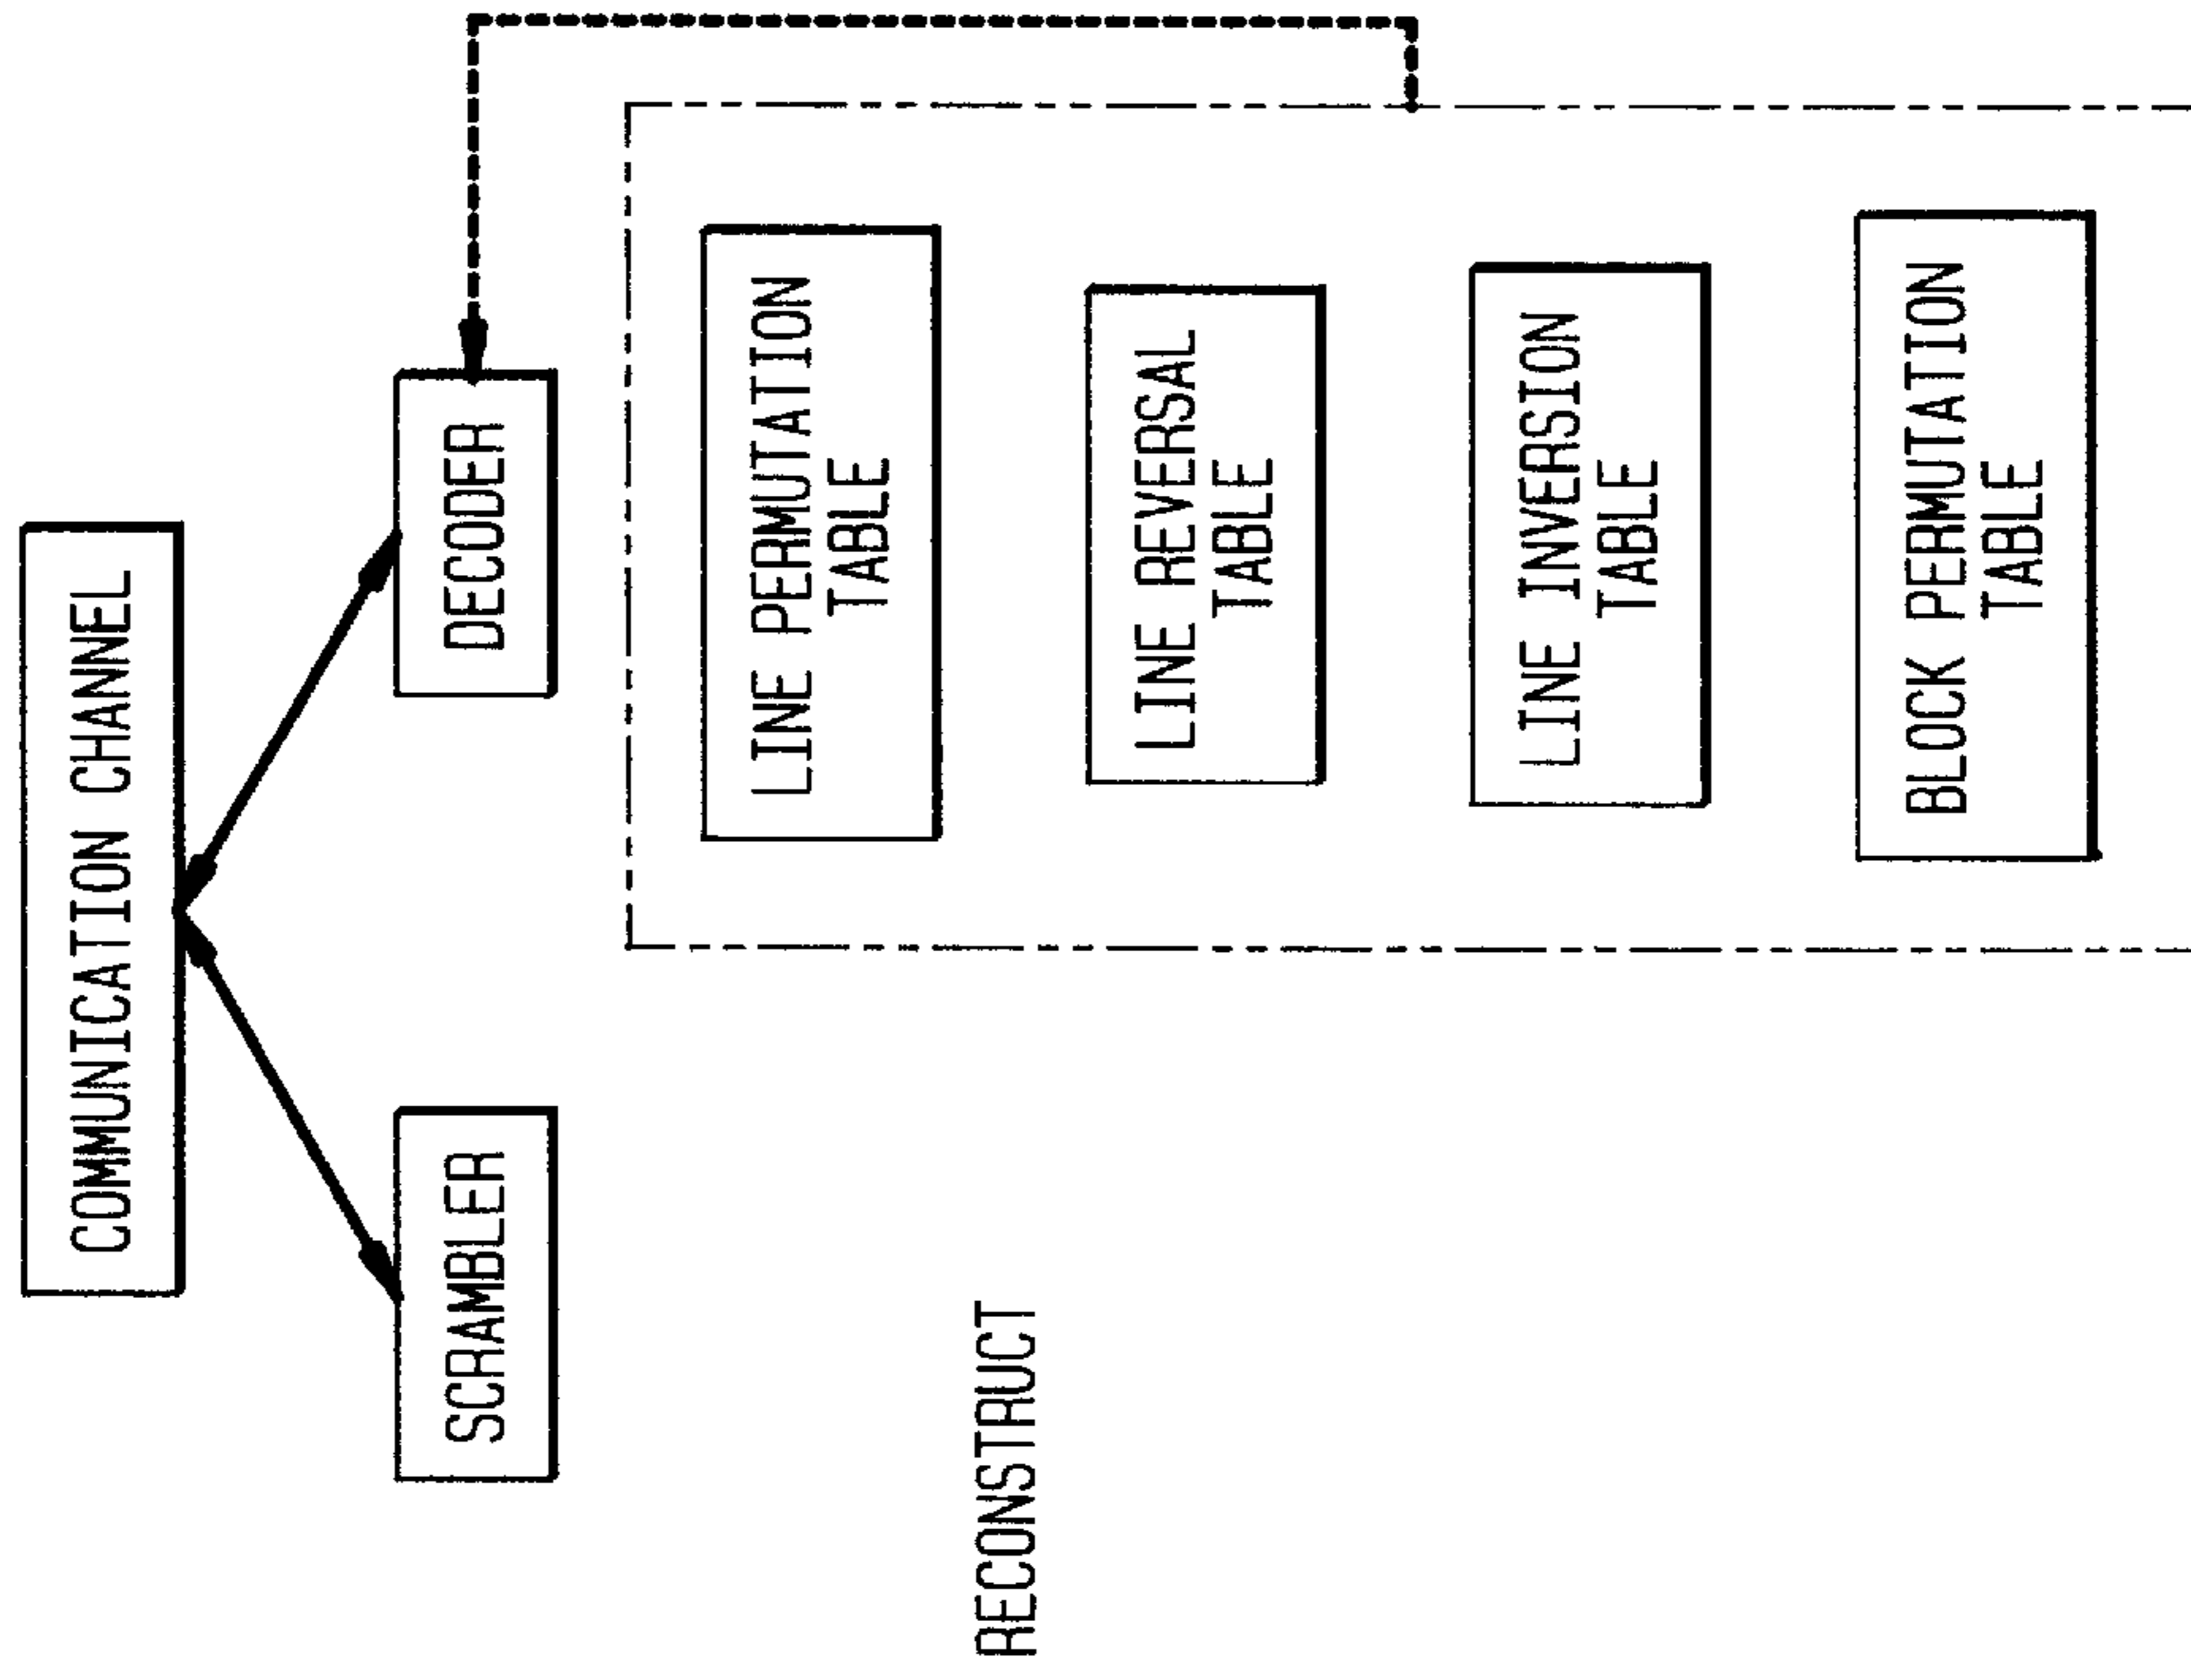 COMMUNICATION CHANNEL
SCRAMBLER
DECODER
LINE PERMUTATION
TABLE
RECONSTRUCT
LINE REVERSAL
TABLE
LINE INVERSION
TABLE
BLOCK PERMUTATION
TABLE